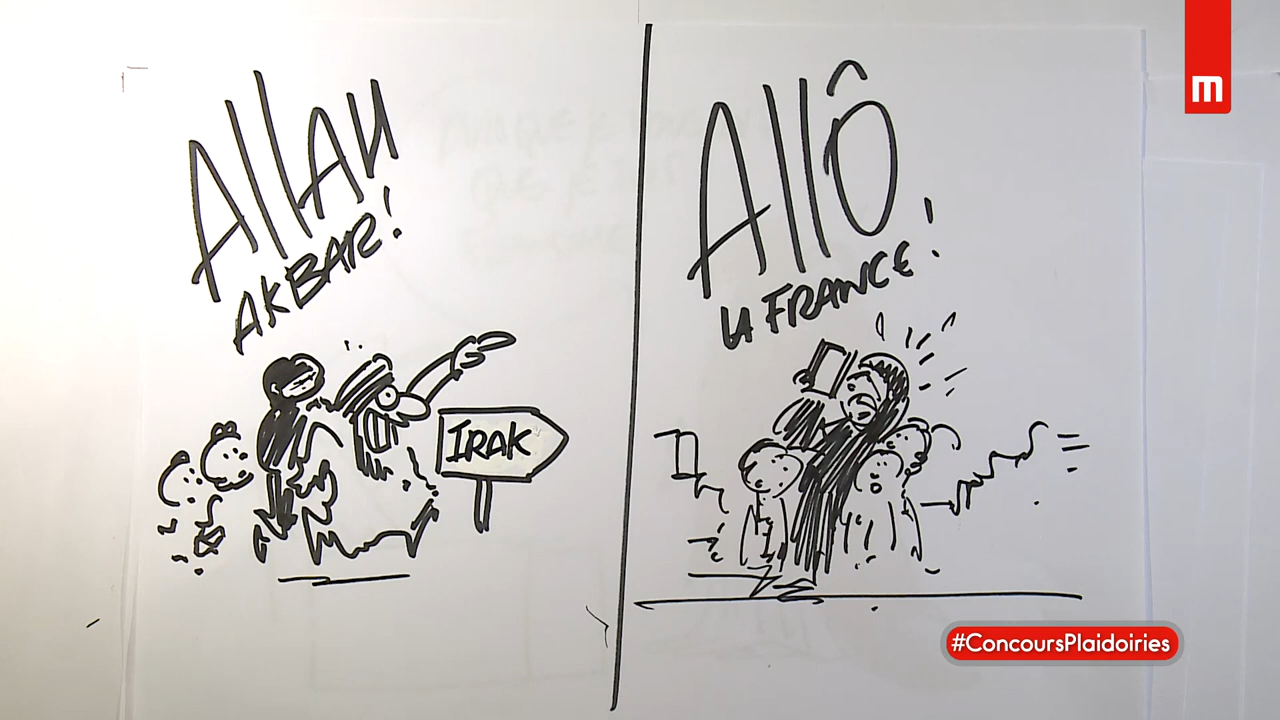 Allah
AKBAR!
IRAK
Allô
LA FRANCE!
m
#ConcoursPlaidoiries